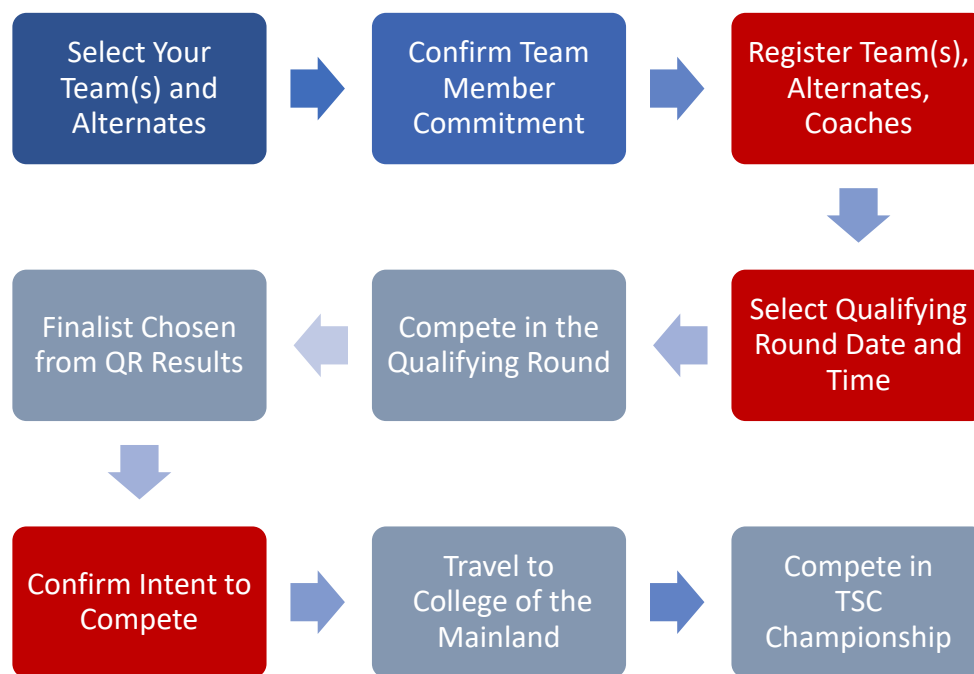 Select Your
Team(s) and
Alternates
Confirm Team
Member
Commitment
Register Team(s),
Alternates,
Coaches
Select Qualifying
Round Date and
Time
Compete in the
Qualifying Round
Finalist Chosen
from QR Results
Confirm Intent to
Compete
Travel to
College of the
Mainland
Compete in
TSC
Championship